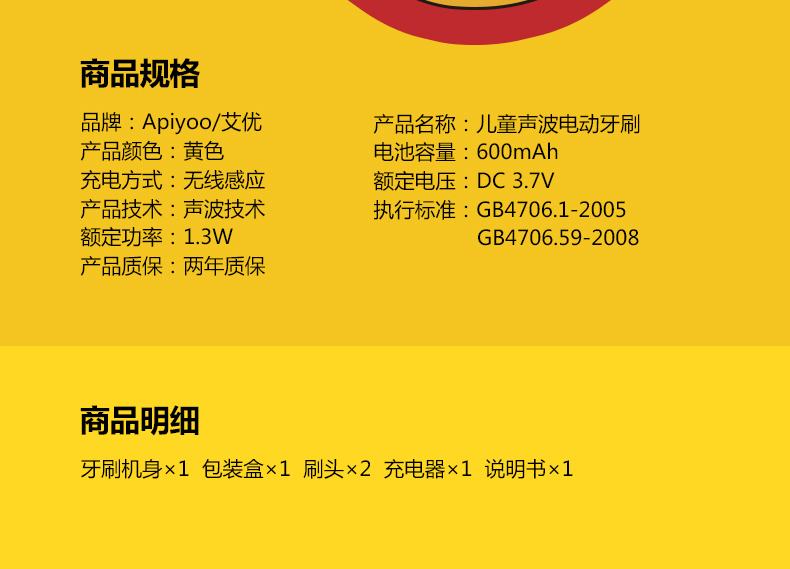 商品规格
品牌：Apiyoo/艾优
产品颜色：黄色
充电方式：无线感应
产品技术：声波技术
额定功率：1.3W
产品质保：两年质保
产品名称：儿童声波电动牙刷
电池容量：600mAh
额定电压：DC 3.7V
执行标准：GB4706.1-2005
GB4706.59-2008
商品明细
牙刷机身×1 包装盒×1 刷头×2 充电器×1 说明书×1